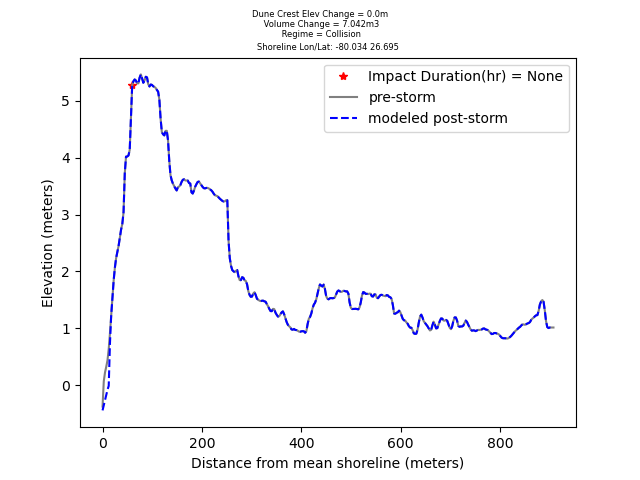 Dune Crest Elev Change = 0.0m
Volume Change = 7.042m3
Regime = Collision
Shoreline Lon/Lat: -80.034 26.695
Impact Duration(hr) = None
pre-storm
modeled post-storm
Elevation (meters)
5
4
3
2
1
0
0 200 400 600 800
Distance from mean shoreline (meters)